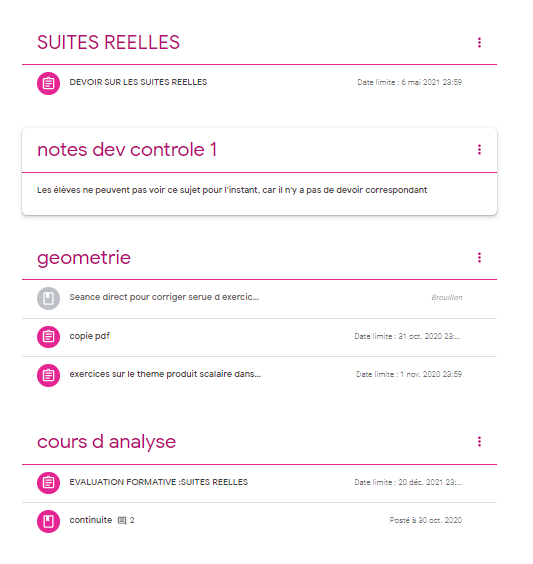 SUITES REELLES
DEVOIR SUR LES SUITES REELLES Date limite : 6 mai 2021 23:59
notes dev controle 1
Les élèves ne peuvent pas voir ce sujet pour l'instant, car il n'y a pas de devoir correspondant
geometrie
Seance direct pour corriger serue d exercic... Brouillon
copie pdf Date limite : 31 oct. 2020 23:...
exercices sur le theme produit scalaire dans... Date limite : 1 nov. 2020 23:59
cours d analyse
EVALUATION FORMATIVE :SUITES REELLES Date limite : 20 déc. 2021 23:...
continuite 2 Posté à 30 oct. 2020